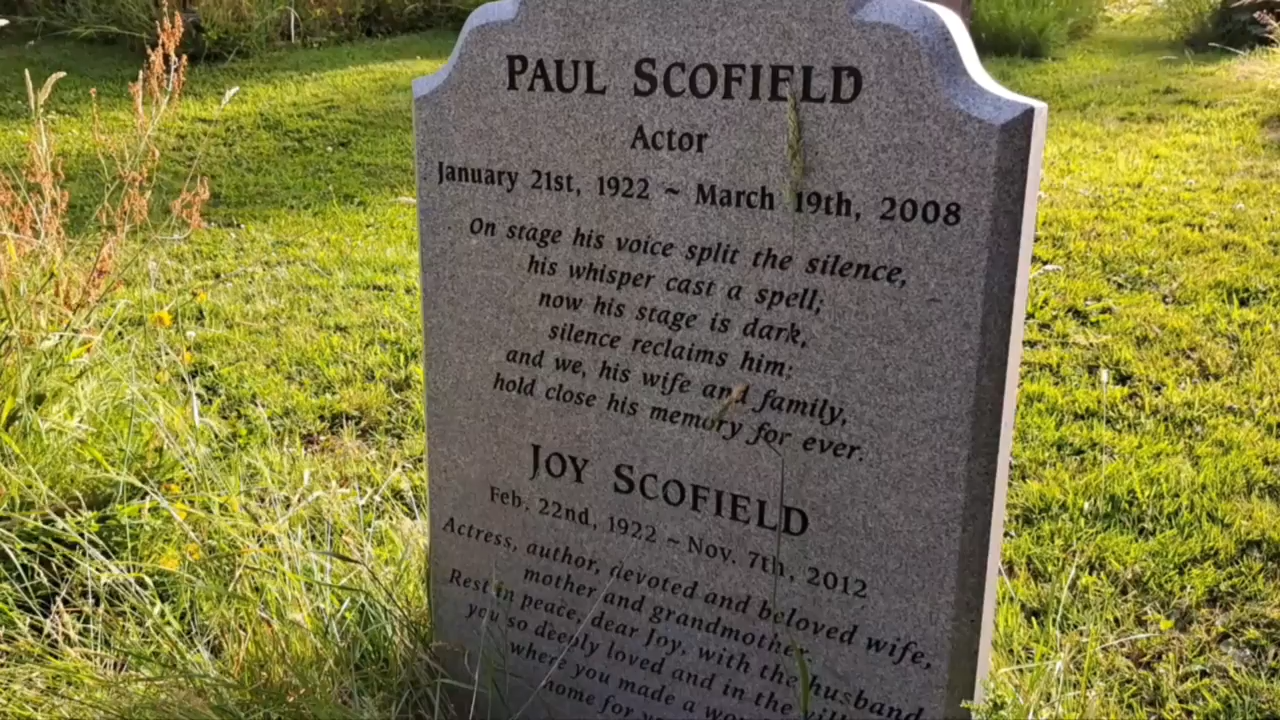 PAUL SCOFIELD
Actor
January 21st, 1922 ~ March 19th, 2008
On stage his voice split the silence,
his whisper cast a spell;
now his stage is dark,
silence reclaims him:
and we, his wife and family,
hold close his memory for ever.
JOY SCOFIELD
Feb. 22nd, 1922 ~ Nov. 7th, 2012
Actress, author, devoted and beloved wife,
mother and grandmother.
Rest in peace, dear Joy, with the husband
you so deeply loved and in the
where you made a
home for